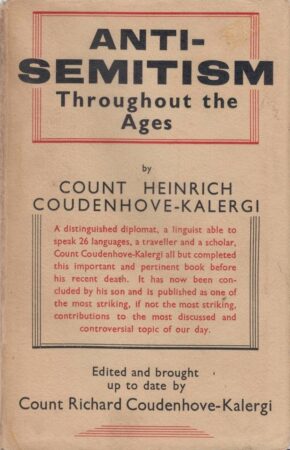 ANTI-
SEMITISM
Throughout the
Ages
by
COUNT HEINRICH
COUDENHOVE-KALERGI
A distinguished diplomat, a linguist able to
speak 26 languages, a traveller and a scholar,
Count Coudenhove-Kalergi all but completed
this important and pertinent book before
his recent death. It has now been con-
cluded by his son and is published as one of
the most striking, if not the most striking,
contributions to the most discussed and
controversial topic of our day.
Edited and brought
up to date by
Count Richard Coudenhove-Kalergi